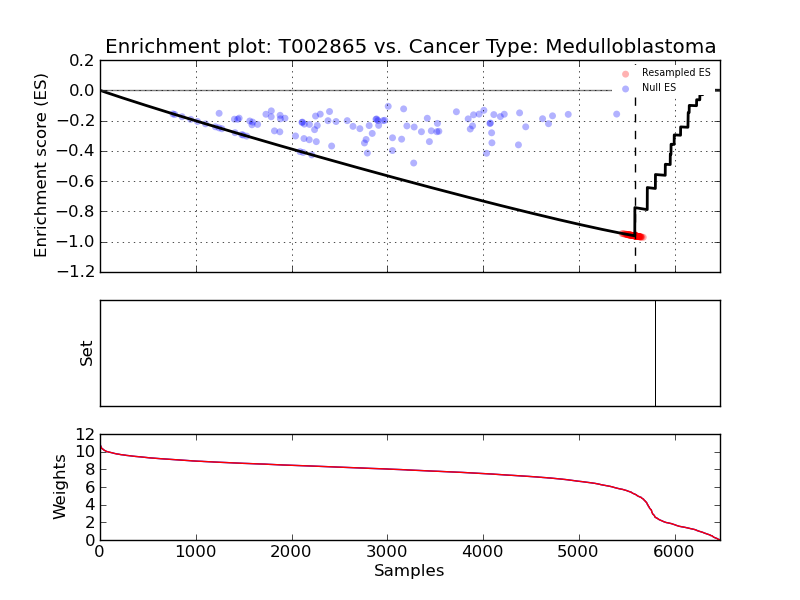 Enrichment plot: T002865 vs. Cancer Type: Medulloblastoma
Enrichment score (ES)
0.2
0.0
−0.2
−0.4
−0.6
−0.8
−1.0
−1.2
Resampled ES
Null ES
Set
Weights
12
10
8
6
4
2
0
0 1000 2000 3000 4000 5000 6000
Samples